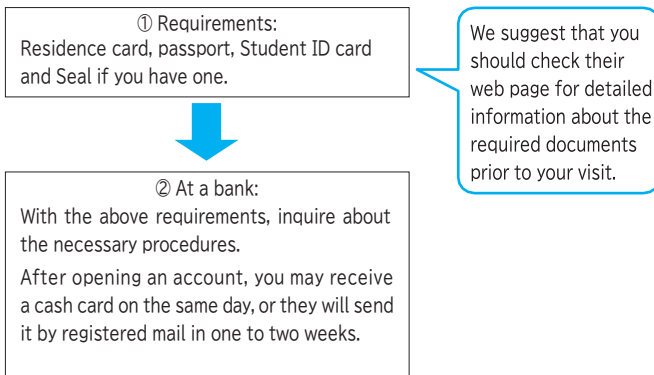 ① Requirements:
Residence card, passport, Student ID card
and Seal if you have one.
We suggest that you
should check their
web page for detailed
information about the
required documents
prior to your visit.
② At a bank:
With the above requirements, inquire about
the necessary procedures.
After opening an account, you may receive
a cash card on the same day, or they will send
it by registered mail in one to two weeks.